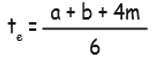 tₑ = (a + b + 4m) / 6